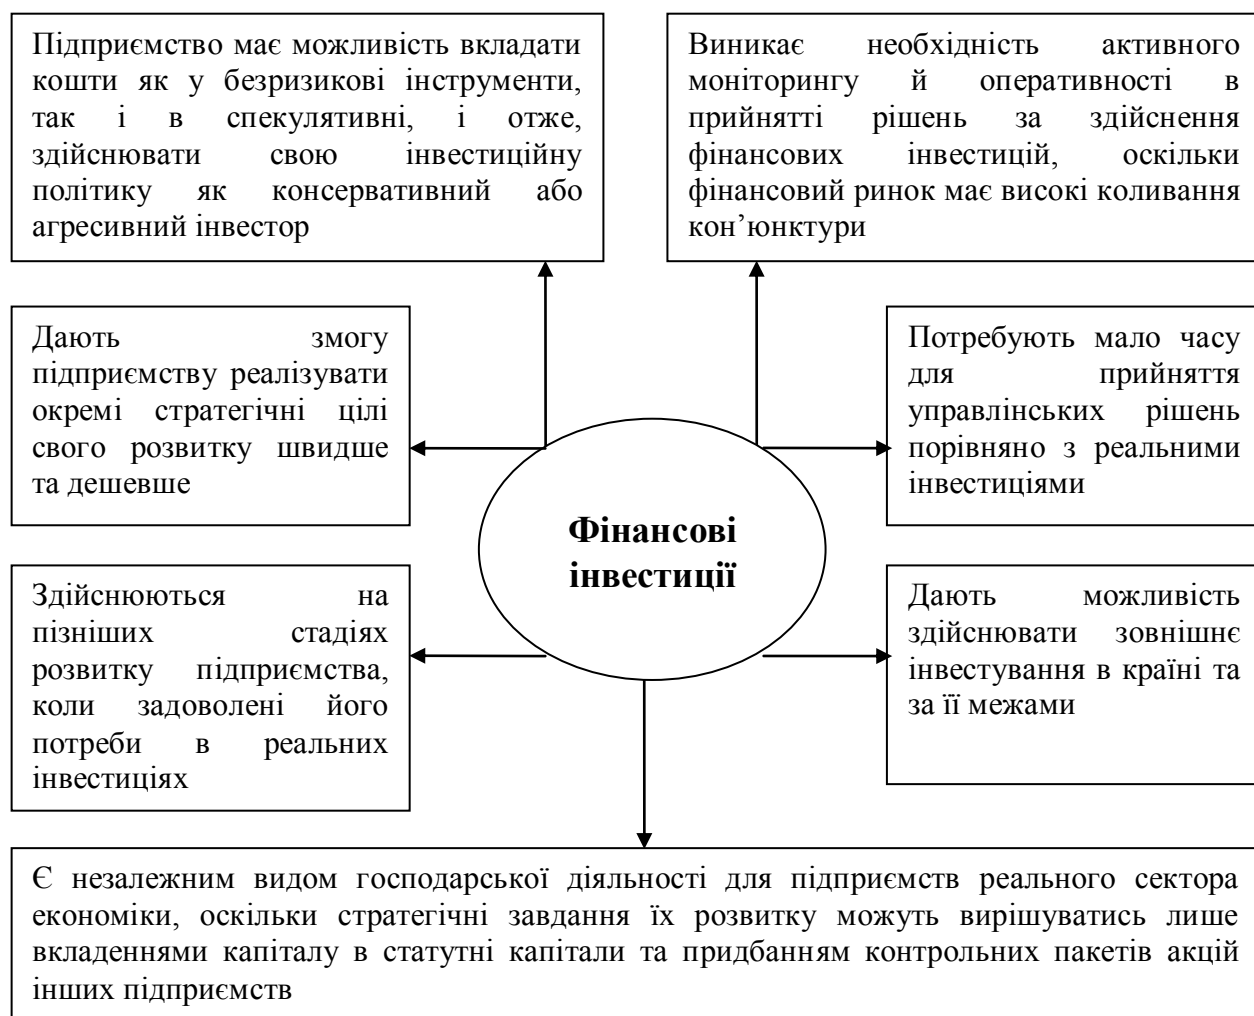 Підприємство має можливість вкладати
кошти як у безризикові інструменти,
так і в спекулятивні, і отже,
здійснювати свою інвестиційну
політику як консервативний або
агресивний інвестор
Виникає необхідність активного
моніторингу й оперативності в
прийнятті рішень за здійснення
фінансових інвестицій, оскільки
фінансовий ринок має високі коливання
кон’юнктури
Дають змогу
підприємству реалізувати
окремі стратегічні цілі
свого розвитку швидше
та дешевше
Потребують мало часу
для прийняття
управлінських рішень
порівняно з реальними
інвестиціями
Фінансові
інвестиції
Здійснюються на
пізніших стадіях
розвитку підприємства,
коли задоволені його
потреби в реальних
інвестиціях
Дають можливість
здійснювати зовнішнє
інвестування в країні та
за її межами
Є незалежним видом господарської діяльності для підприємств реального сектора
економіки, оскільки стратегічні завдання їх розвитку можуть вирішуватись лише
вкладеннями капіталу в статутні капітали та придбанням контрольних пакетів акцій
інших підприємств